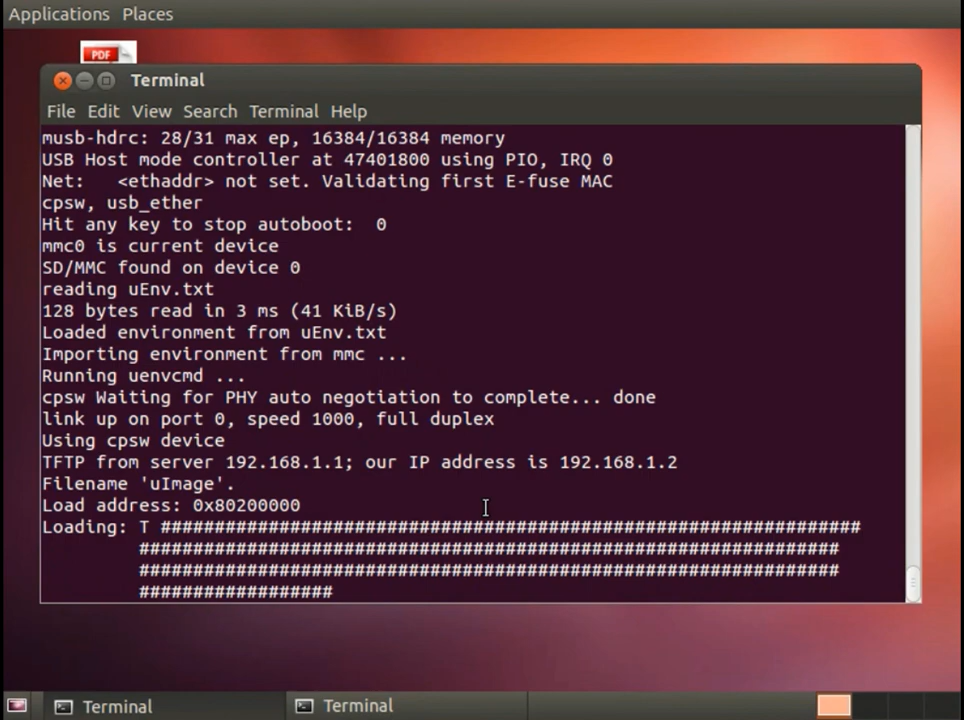 Applications Places
PDF
Terminal
File Edit View Search Terminal Help
musb-hdrc: 28/31 max ep, 16384/16384 memory
USB Host mode controller at 47401800 using PIO, IRQ 0
Net:   <ethaddr> not set. Validating first E-fuse MAC
cpsw, usb_ether
Hit any key to stop autoboot:  0
mmc0 is current device
SD/MMC found on device 0
reading uEnv.txt
128 bytes read in 3 ms (41 KiB/s)
Loaded environment from uEnv.txt
Importing environment from mmc ...
Running uenvcmd ...
cpsw Waiting for PHY auto negotiation to complete... done
link up on port 0, speed 1000, full duplex
Using cpsw device
TFTP from server 192.168.1.1; our IP address is 192.168.1.2
Filename 'uImage'.
Load address: 0x80200000
Loading: T #################################################################
         #################################################################
         #################################################################
         ##################
Terminal Terminal